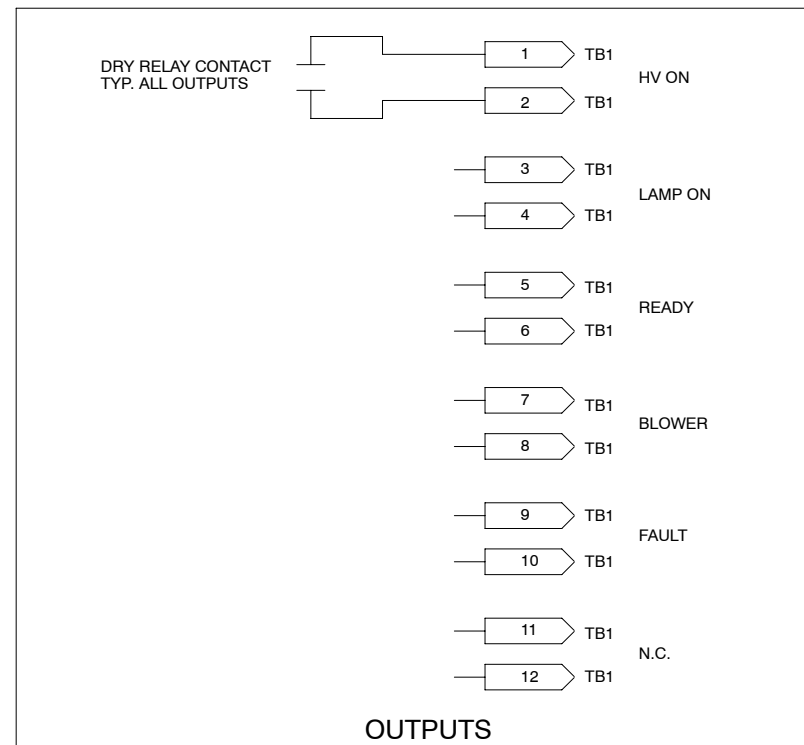 DRY RELAY CONTACT
TYP. ALL OUTPUTS
1 TB1
HV ON
2 TB1
3 TB1
LAMP ON
4 TB1
5 TB1
READY
6 TB1
7 TB1
BLOWER
8 TB1
9 TB1
FAULT
10 TB1
11 TB1
N.C.
12 TB1
OUTPUTS